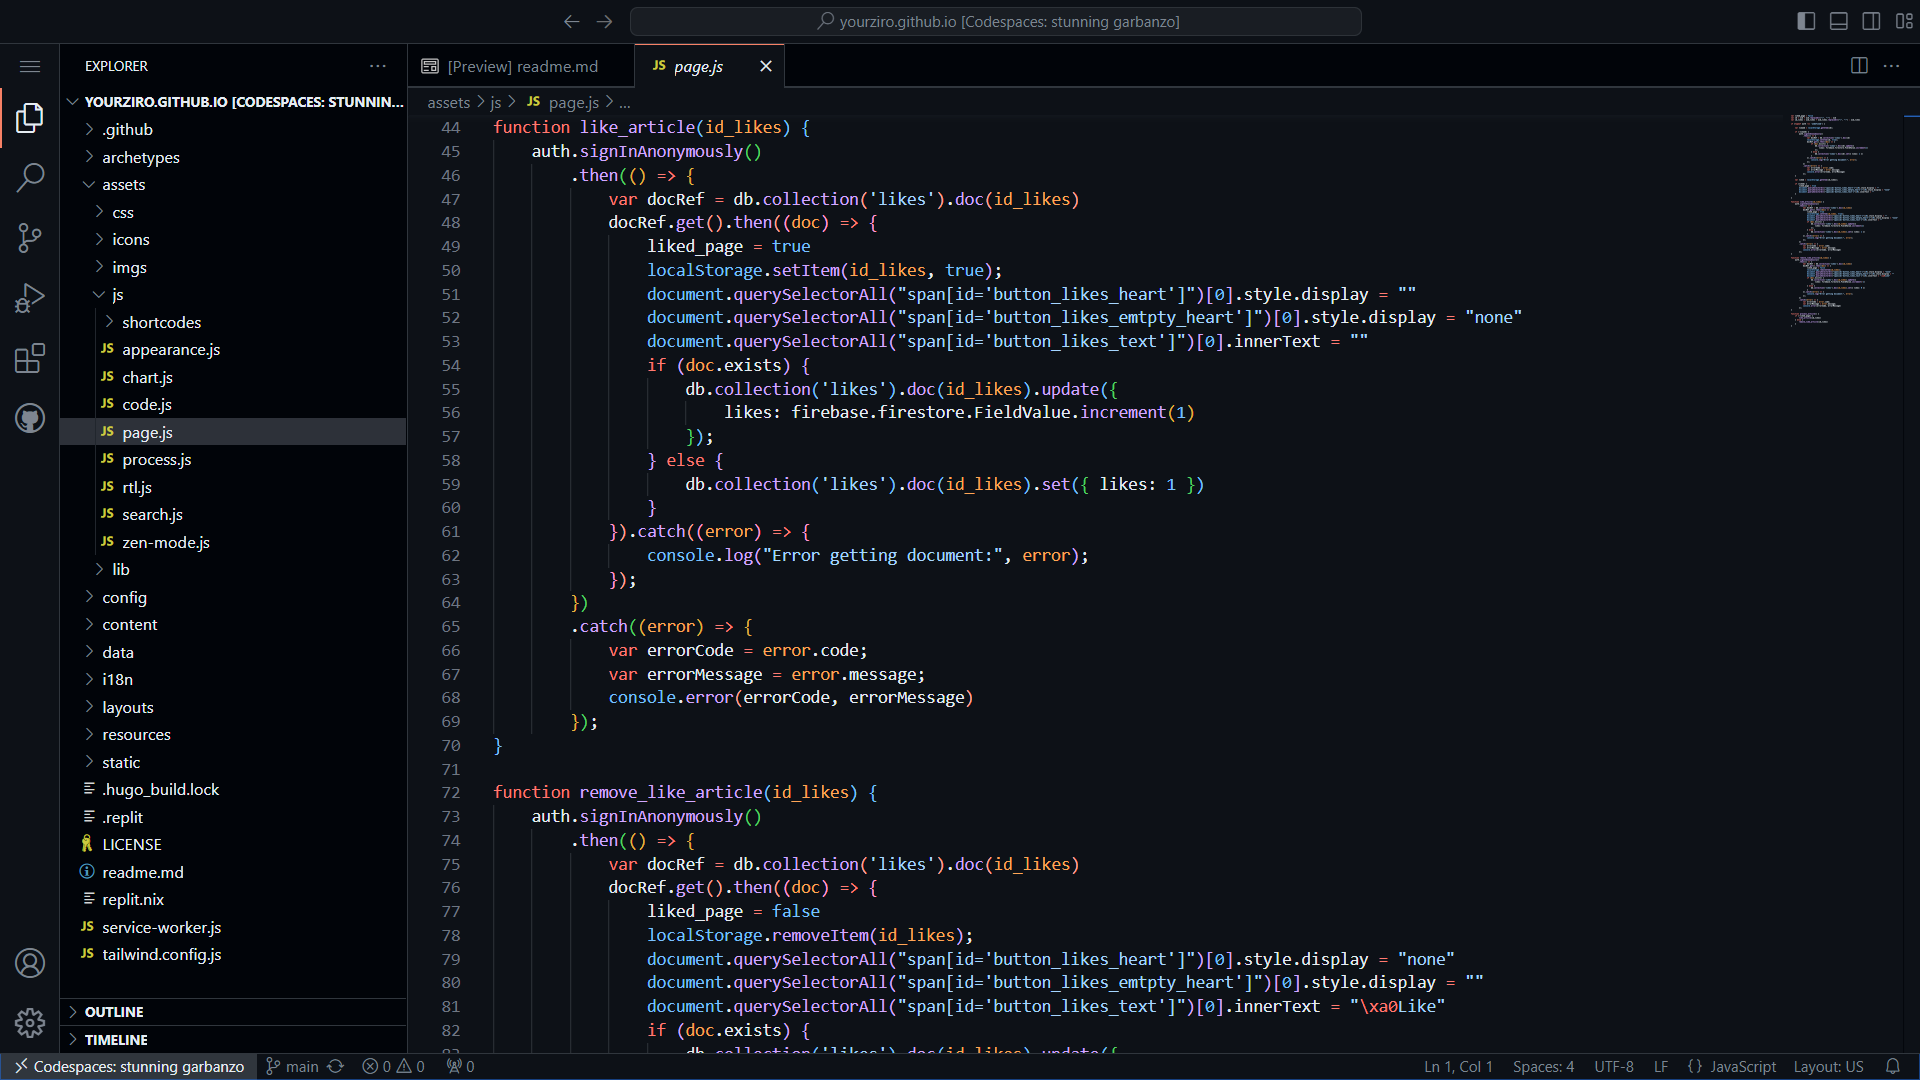 yourziro.github.io [Codespaces: stunning garbanzo]
EXPLORER
YOURZIRO.GITHUB.IO [CODESPACES: STUNNIN...
.github
archetypes
assets
css
icons
imgs
js
shortcodes
JS appearance.js
JS chart.js
JS code.js
JS page.js
JS process.js
JS rtl.js
JS search.js
JS zen-mode.js
lib
config
content
data
i18n
layouts
resources
static
.hugo_build.lock
.replit
LICENSE
readme.md
replit.nix
JS service-worker.js
JS tailwind.config.js
OUTLINE
TIMELINE
[Preview] readme.md
JS page.js
assets > js > JS page.js > ...
44 function like_article(id_likes) {
45 auth.signInAnonymously()
46 .then(() => {
47 var docRef = db.collection('likes').doc(id_likes)
48 docRef.get().then((doc) => {
49 liked_page = true
50 localStorage.setItem(id_likes, true);
51 document.querySelectorAll("span[id='button_likes_heart']")[0].style.display = ""
52 document.querySelectorAll("span[id='button_likes_emtpty_heart']")[0].style.display = "none"
53 document.querySelectorAll("span[id='button_likes_text']")[0].innerText = ""
54 if (doc.exists) {
55 db.collection('likes').doc(id_likes).update({
56 likes: firebase.firestore.FieldValue.increment(1)
57 });
58 } else {
59 db.collection('likes').doc(id_likes).set({ likes: 1 })
60 }
61 }).catch((error) => {
62 console.log("Error getting document:", error);
63 });
64 })
65 .catch((error) => {
66 var errorCode = error.code;
67 var errorMessage = error.message;
68 console.error(errorCode, errorMessage)
69 });
70 }
71
72 function remove_like_article(id_likes) {
73 auth.signInAnonymously()
74 .then(() => {
75 var docRef = db.collection('likes').doc(id_likes)
76 docRef.get().then((doc) => {
77 liked_page = false
78 localStorage.removeItem(id_likes);
79 document.querySelectorAll("span[id='button_likes_heart']")[0].style.display = "none"
80 document.querySelectorAll("span[id='button_likes_emtpty_heart']")[0].style.display = ""
81 document.querySelectorAll("span[id='button_likes_text']")[0].innerText = "\xa0Like"
82 if (doc.exists) {
83 db.collection('likes').doc(id_likes).update({
Codespaces: stunning garbanzo
main
0
0
0
Ln 1, Col 1
Spaces: 4
UTF-8
LF
{} JavaScript
Layout: US